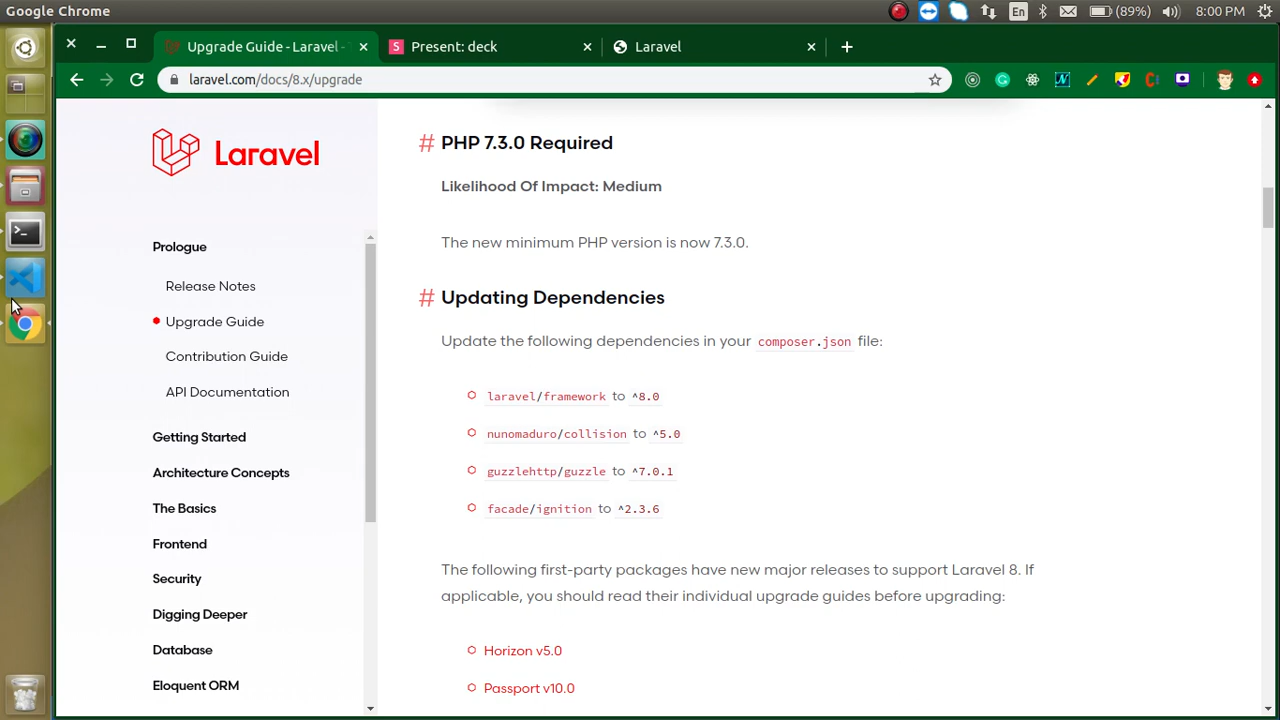 Google Chrome
En
(89%)
8:00 PM
Upgrade Guide - Laravel -
Present: deck
Laravel
laravel.com/docs/8.x/upgrade
Laravel
Prologue
Release Notes
Upgrade Guide
Contribution Guide
API Documentation
Getting Started
Architecture Concepts
The Basics
Frontend
Security
Digging Deeper
Database
Eloquent ORM
# PHP 7.3.0 Required
Likelihood Of Impact: Medium
The new minimum PHP version is now 7.3.0.
# Updating Dependencies
Update the following dependencies in your composer.json file:
laravel/framework to ^8.0
nunomaduro/collision to ^5.0
guzzlehttp/guzzle to ^7.0.1
facade/ignition to ^2.3.6
The following first-party packages have new major releases to support Laravel 8. If
applicable, you should read their individual upgrade guides before upgrading:
Horizon v5.0
Passport v10.0